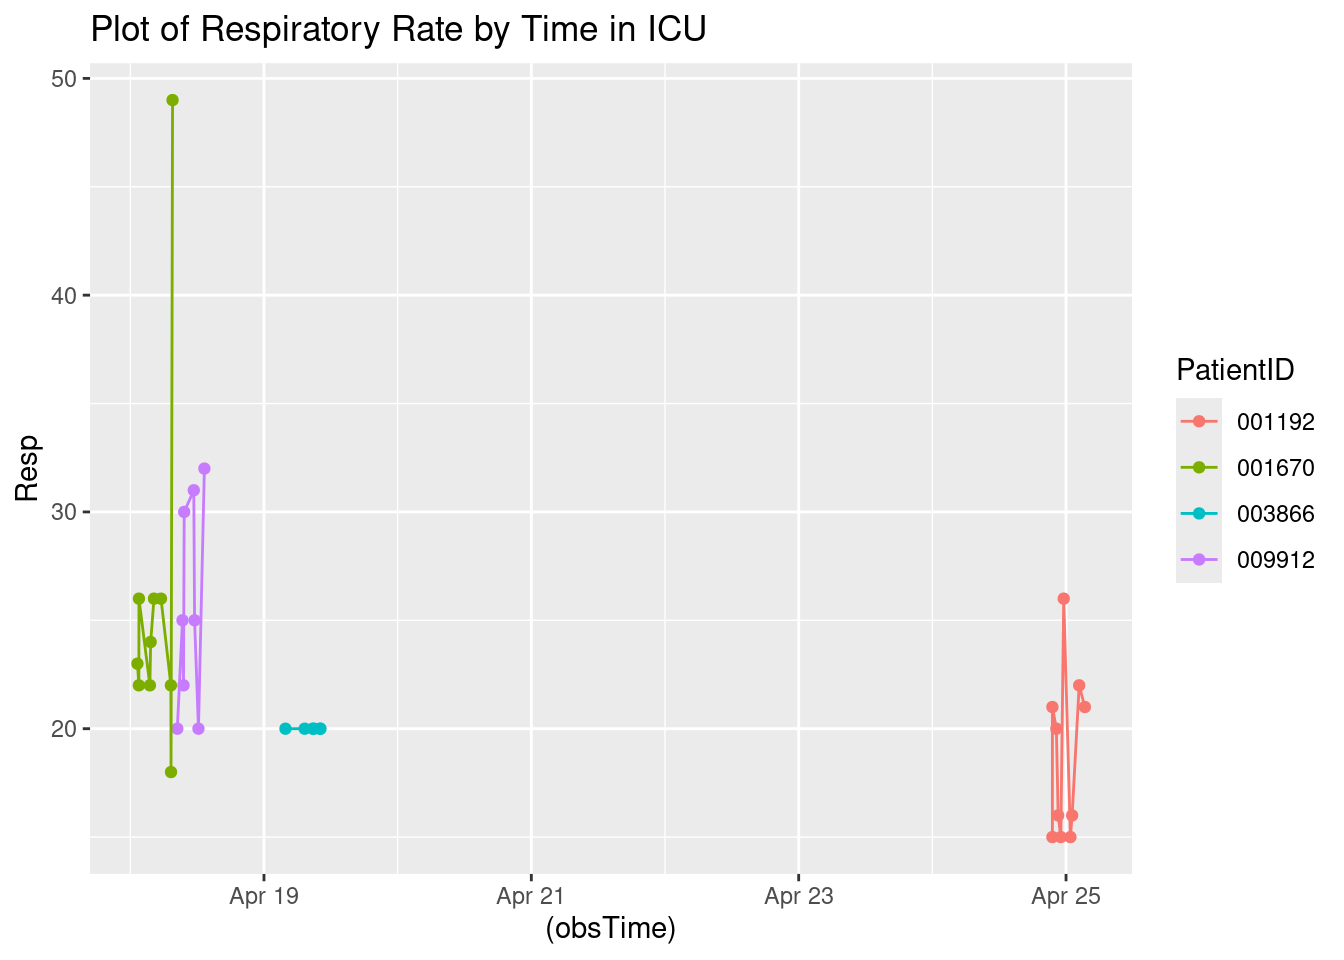 Plot of Respiratory Rate by Time in ICU
50
40
30
20
Resp
Apr 19
Apr 21
Apr 23
Apr 25
(obsTime)
PatientID
001192
001670
003866
009912